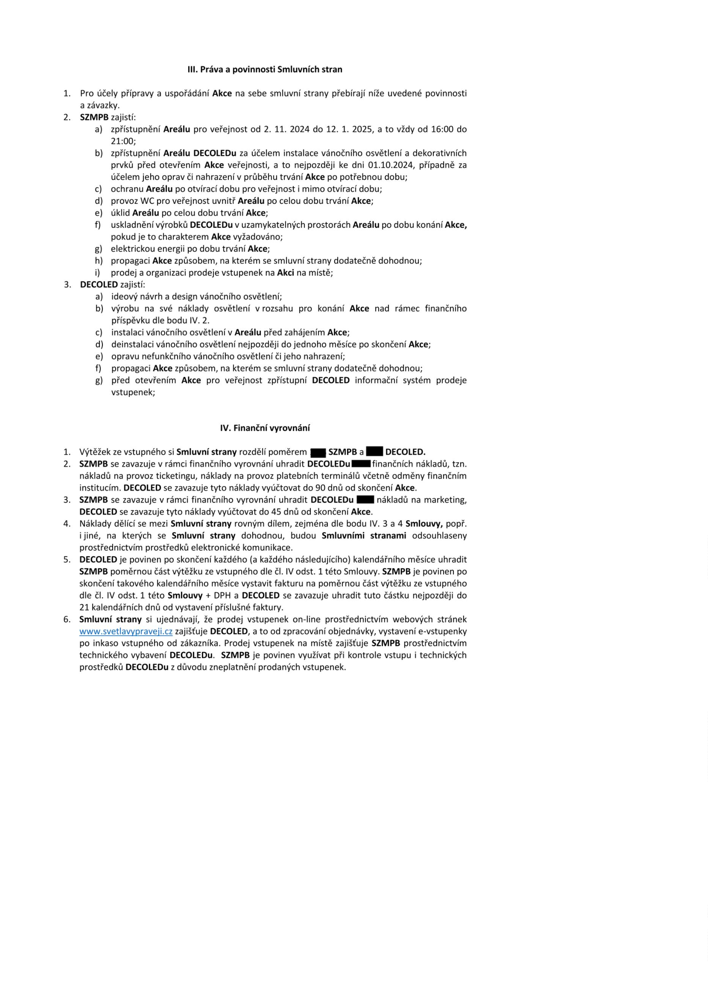 III. Práva a povinnosti Smluvních stran
1. Pro účely přípravy a uspořádání Akce na sebe smluvní strany přebírají níže uvedené povinnosti
a závazky.
2. SZMPB zajistí:
a) zpřístupnění Areálu pro veřejnost od 2. 11. 2024 do 12. 1. 2025, a to vždy od 16:00 do
21:00;
b) zpřístupnění Areálu DECOLEDu za účelem instalace vánočního osvětlení a dekorativních
prvků před otevřením Akce veřejnosti, a to nejpozději ke dni 01.10.2024, případně za
účelem jeho oprav či nahrazení v průběhu trvání Akce po potřebnou dobu;
c) ochranu Areálu po otvírací dobu pro veřejnost i mimo otvírací dobu;
d) provoz WC pro veřejnost uvnitř Areálu po celou dobu trvání Akce;
e) úklid Areálu po celou dobu trvání Akce;
f) uskladnění výrobků DECOLEDu v uzamykatelných prostorách Areálu po dobu konání Akce,
pokud je to charakterem Akce vyžadováno;
g) elektrickou energii po dobu trvání Akce;
h) propagaci Akce způsobem, na kterém se smluvní strany dodatečně dohodnou;
i) prodej a organizaci prodeje vstupenek na Akci na místě;
3. DECOLED zajistí:
a) ideový návrh a design vánočního osvětlení;
b) výrobu na své náklady osvětlení v rozsahu pro konání Akce nad rámec finančního
příspěvku dle bodu IV. 2.
c) instalaci vánočního osvětlení v Areálu před zahájením Akce;
d) deinstalaci vánočního osvětlení nejpozději do jednoho měsíce po skončení Akce;
e) opravu nefunkčního vánočního osvětlení či jeho nahrazení;
f) propagaci Akce způsobem, na kterém se smluvní strany dodatečně dohodnou;
g) před otevřením Akce pro veřejnost zpřístupní DECOLED informační systém prodeje
vstupenek;
IV. Finanční vyrovnání
1. Výtěžek ze vstupného si Smluvní strany rozdělí poměrem SZMPB a DECOLED.
2. SZMPB se zavazuje v rámci finančního vyrovnání uhradit DECOLEDu finančních nákladů, tzn.
nákladů na provoz ticketingu, náklady na provoz platebních terminálů včetně odměny finančním
institucím. DECOLED se zavazuje tyto náklady vyúčtovat do 90 dnů od skončení Akce.
3. SZMPB se zavazuje v rámci finančního vyrovnání uhradit DECOLEDu nákladů na marketing,
DECOLED se zavazuje tyto náklady vyúčtovat do 45 dnů od skončení Akce.
4. Náklady dělící se mezi Smluvní strany rovným dílem, zejména dle bodu IV. 3 a 4 Smlouvy, popř.
i jiné, na kterých se Smluvní strany dohodnou, budou Smluvními stranami odsouhlaseny
prostřednictvím prostředků elektronické komunikace.
5. DECOLED je povinen po skončení každého (a každého následujícího) kalendářního měsíce uhradit
SZMPB poměrnou část výtěžku ze vstupného dle čl. IV odst. 1 této Smlouvy. SZMPB je povinen po
skončení takového kalendářního měsíce vystavit fakturu na poměrnou část výtěžku ze vstupného
dle čl. IV odst. 1 této Smlouvy + DPH a DECOLED se zavazuje uhradit tuto částku nejpozději do
21 kalendářních dnů od vystavení příslušné faktury.
6. Smluvní strany si ujednávají, že prodej vstupenek on-line prostřednictvím webových stránek
www.svetlavypraveji.cz zajišťuje DECOLED, a to od zpracování objednávky, vystavení e-vstupenky
po inkaso vstupného od zákazníka. Prodej vstupenek na místě zajišťuje SZMPB prostřednictvím
technického vybavení DECOLEDu. SZMPB je povinen využívat při kontrole vstupu i technických
prostředků DECOLEDu z důvodu zneplatnění prodaných vstupenek.